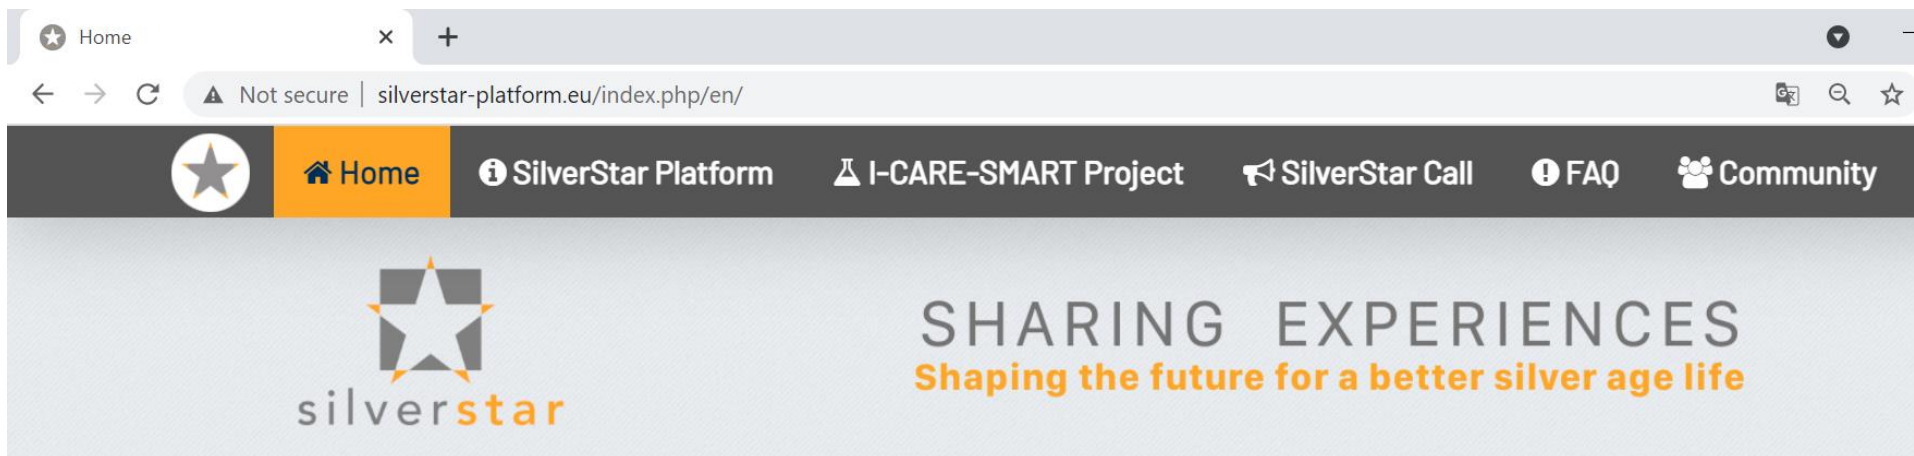 Home
Not secure | silverstar-platform.eu/index.php/en/
Home SilverStar Platform I-CARE-SMART Project SilverStar Call FAQ Community
SHARING EXPERIENCES
Shaping the future for a better silver age life
silverstar